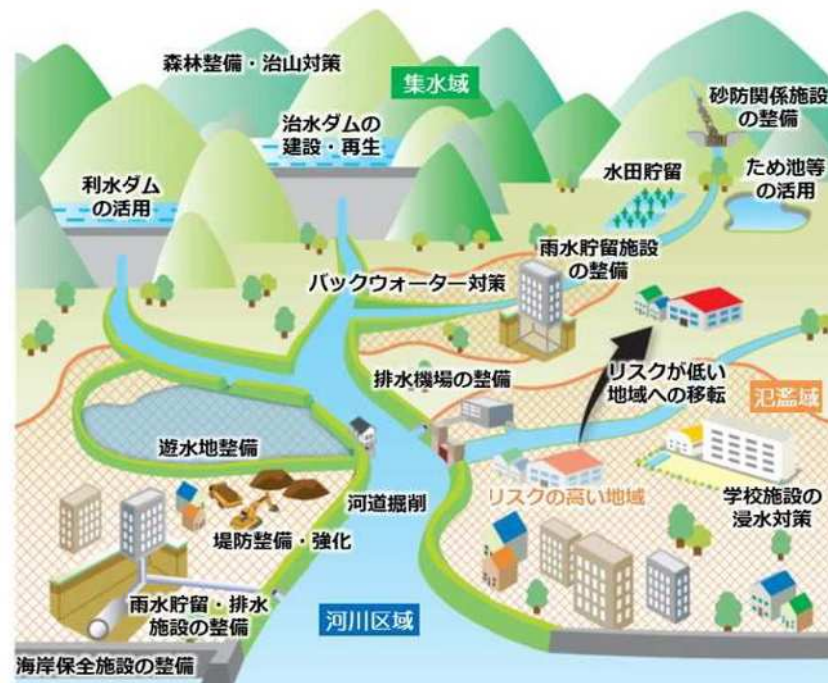 森林整備・治山対策
集水域
砂防関係施設
の整備
治水ダムの
建設・再生
水田貯留
ため池等
の活用
利水ダム
の活用
雨水貯留施設
の整備
バックウォーター対策
排水機場の整備
リスクが低い
地域への移転
氾濫域
遊水地整備
リスクの高い地域
学校施設の
浸水対策
河道掘削
堤防整備・強化
雨水貯留・排水
施設の整備
河川区域
海岸保全施設の整備